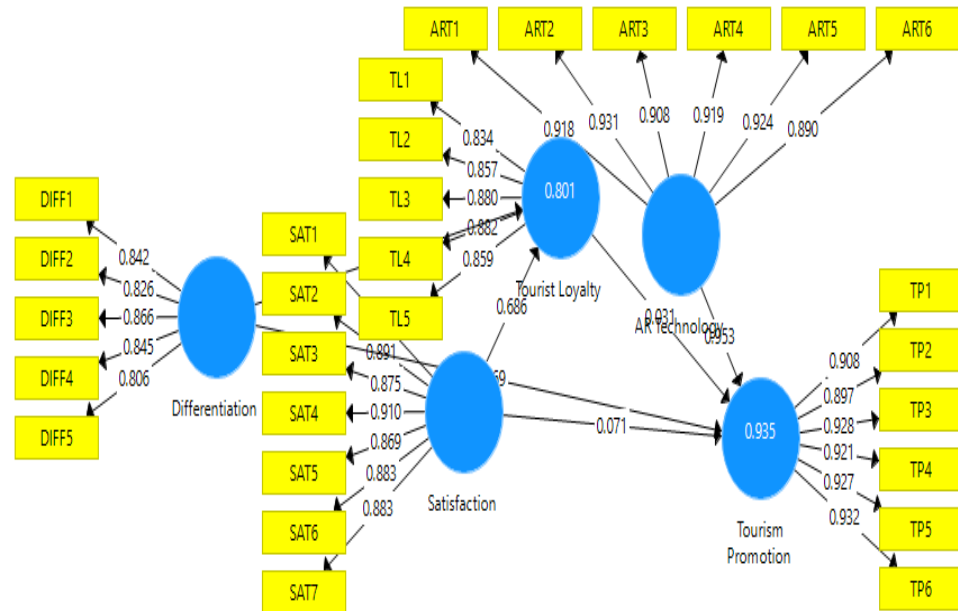 ART1
ART2
ART3
ART4
ART5
ART6
0.918
0.931
0.908
0.919
0.924
0.890
TL1
TL2
TL3
TL4
TL5
0.834
0.857
0.880
0.882
0.859
0.801
Tourist Loyalty
AR Technology
DIFF1
DIFF2
DIFF3
DIFF4
DIFF5
0.842
0.826
0.866
0.845
0.806
Differentiation
SAT1
SAT2
SAT3
SAT4
SAT5
SAT6
SAT7
0.891
0.875
0.910
0.869
0.883
0.883
Satisfaction
0.686
0.071
0.031
0.953
0.935
Tourism
Promotion
TP1
TP2
TP3
TP4
TP5
TP6
0.908
0.897
0.928
0.921
0.927
0.932